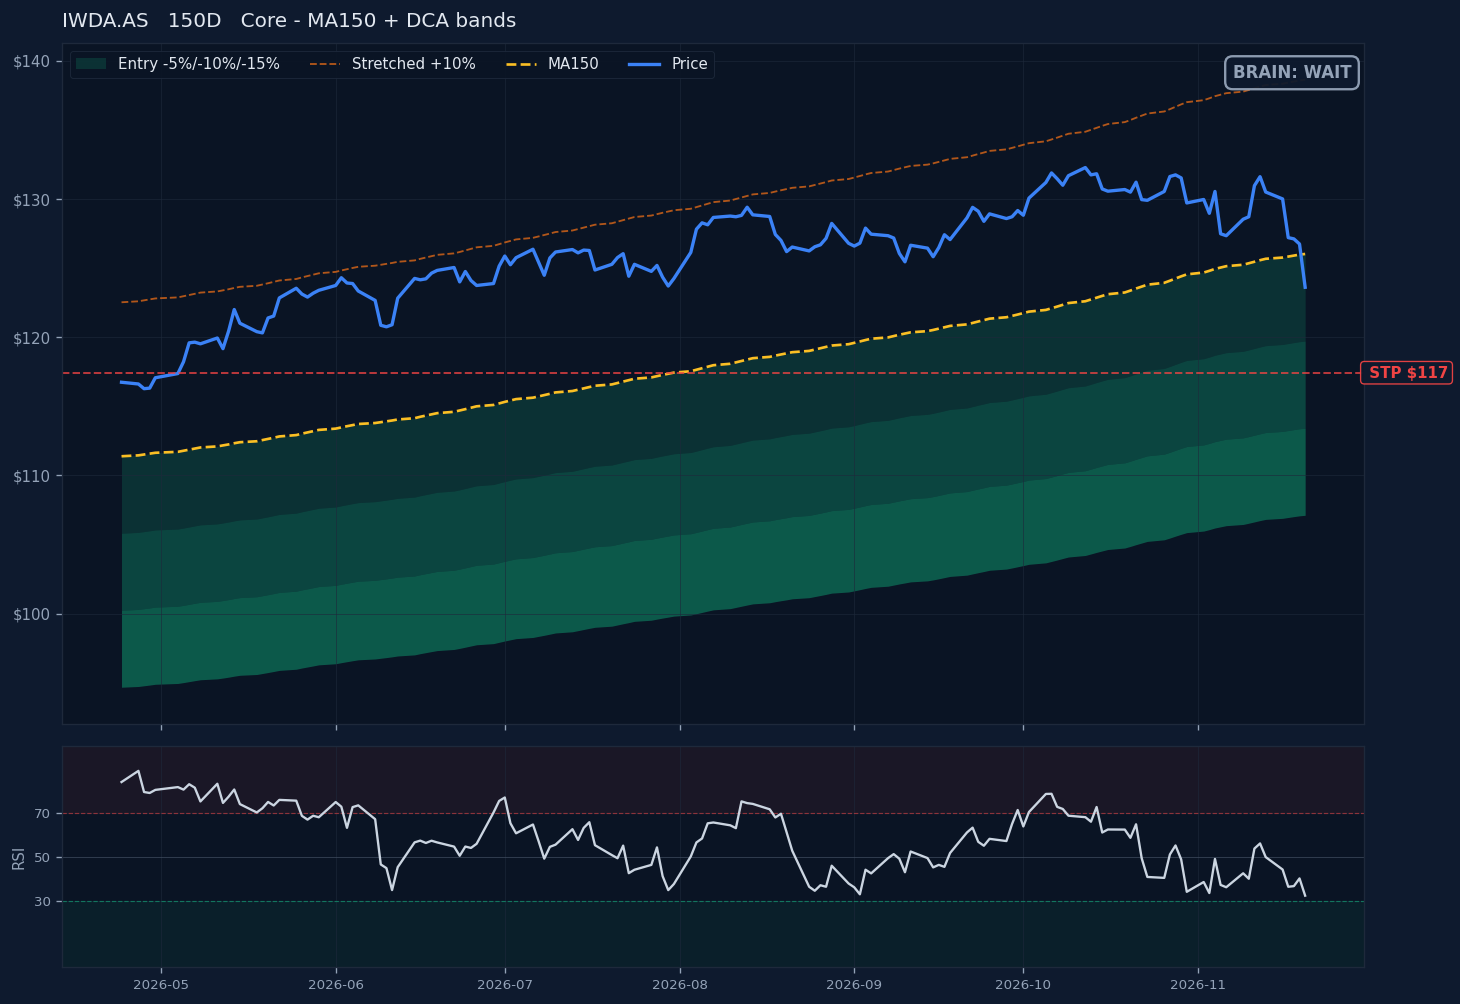 IWDA.AS 150D Core - MA150 + DCA bands
Entry -5%/-10%/-15% Stretched +10% MA150 Price
BRAIN: WAIT
$140
$130
$120
$110
$100
STP $117
RSI
70
50
30
2026-05 2026-06 2026-07 2026-08 2026-09 2026-10 2026-11